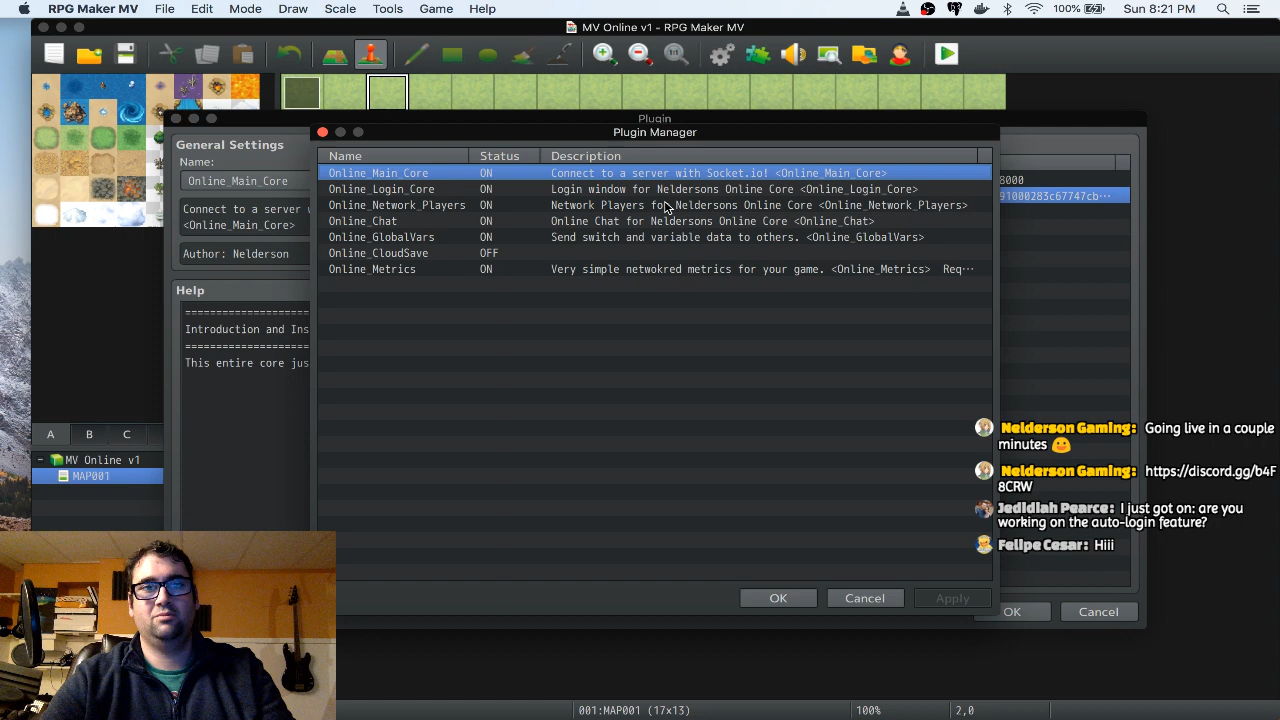 RPG Maker MV File Edit Mode Draw Scale Tools Game Help 100% Sun 8:21 PM
MV Online v1 - RPG Maker MV
Plugin
Plugin Manager
General Settings
Name:
Online_Main_Core
Connect to a server w
<Online_Main_Core>
Author: Nelderson
Help
Introduction and Ins
This entire core jus
Name Status Description
Online_Main_Core ON Connect to a server with Socket.io! <Online_Main_Core>
Online_Login_Core ON Login window for Neldersons Online Core <Online_Login_Core>
Online_Network_Players ON Network Players for Neldersons Online Core <Online_Network_Players>
Online_Chat ON Online Chat for Neldersons Online Core <Online_Chat>
Online_GlobalVars ON Send switch and variable data to others. <Online_GlobalVars>
Online_CloudSave OFF
Online_Metrics ON Very simple netwokred metrics for your game. <Online_Metrics> Req…
8000
91000283c67747cb…
OK Cancel Apply
OK Cancel
A B C
MV Online v1
MAP001
Nelderson Gaming: Going live in a couple
minutes
Nelderson Gaming: https://discord.gg/b4F
8CRW
Jedidiah Pearce: I just got on: are you
working on the auto-login feature?
Felipe Cesar: Hiii
001:MAP001 (17x13) 100% 2,0